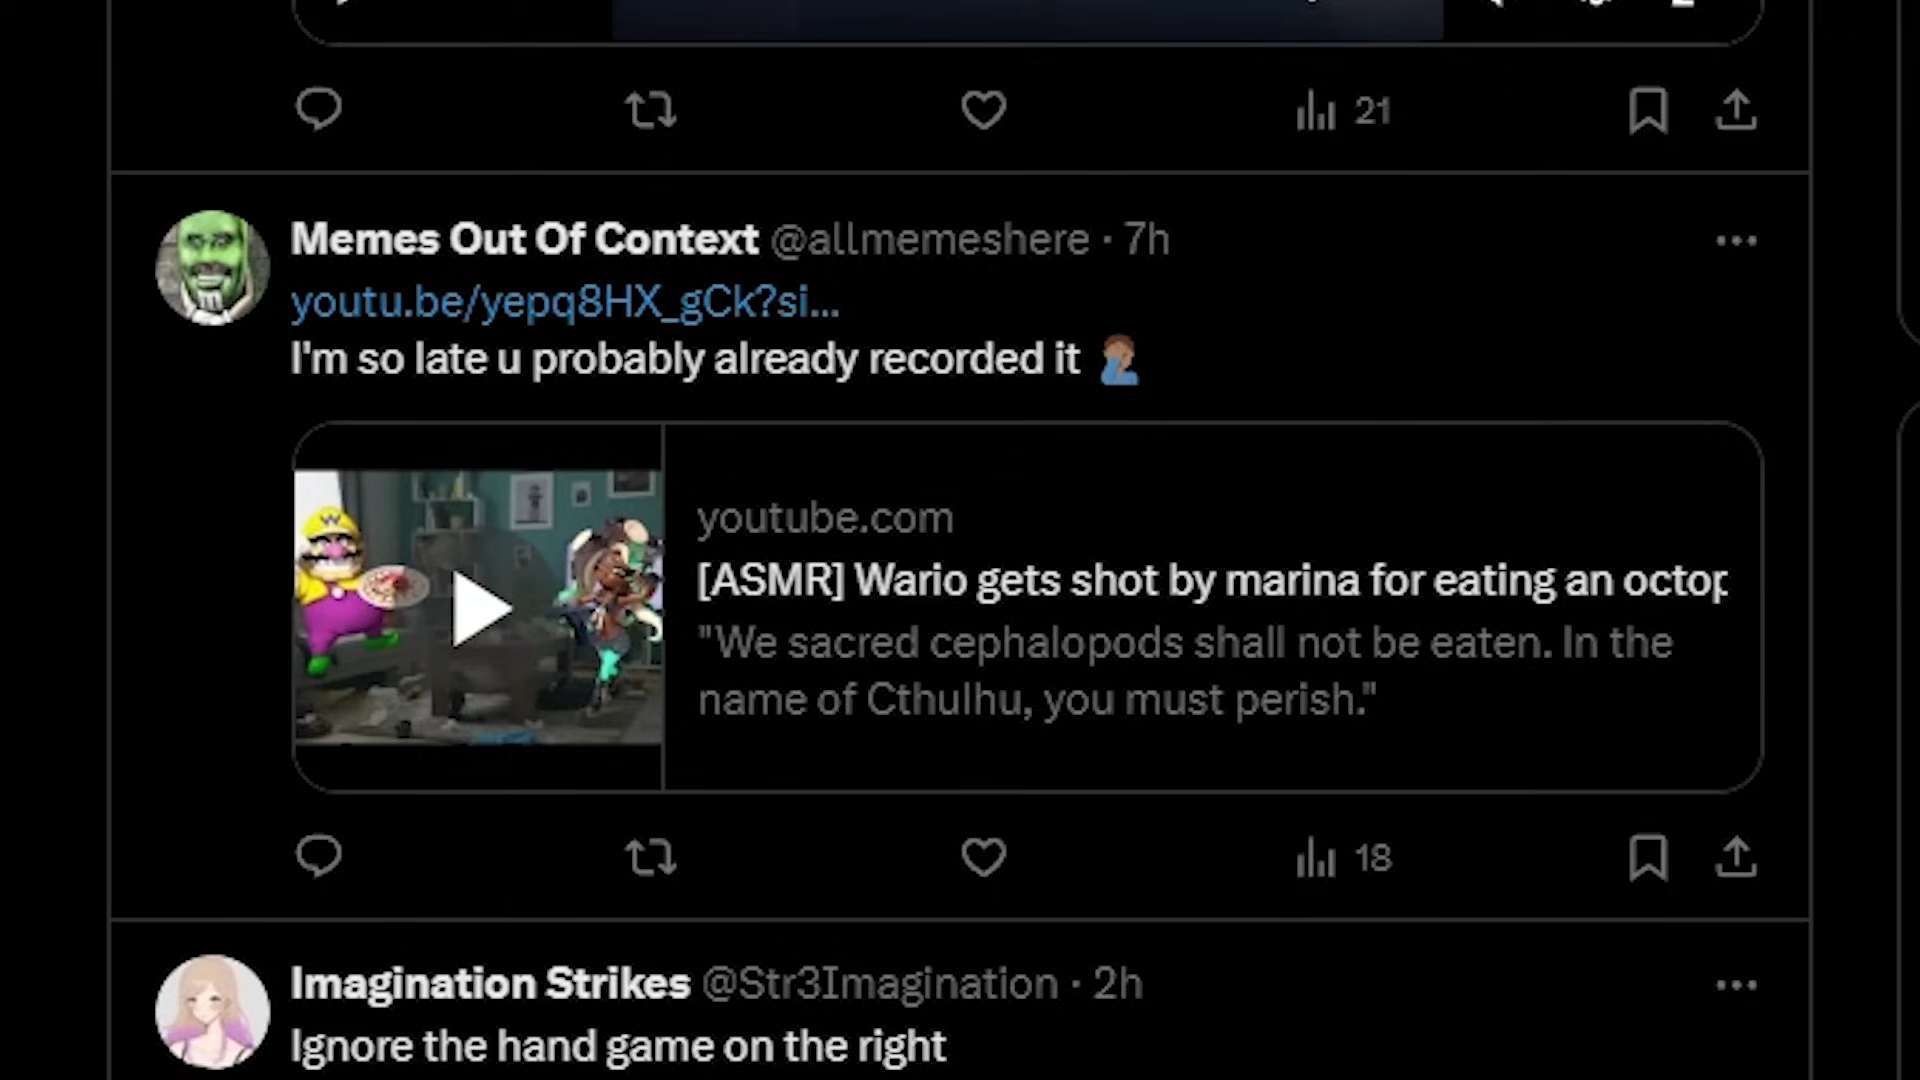 21
Memes Out Of Context @allmemeshere · 7h
youtu.be/yepq8HX_gCk?si...
I'm so late u probably already recorded it
youtube.com
[ASMR] Wario gets shot by marina for eating an octop
"We sacred cephalopods shall not be eaten. In the
name of Cthulhu, you must perish."
18
Imagination Strikes @Str3Imagination · 2h
Ignore the hand game on the right